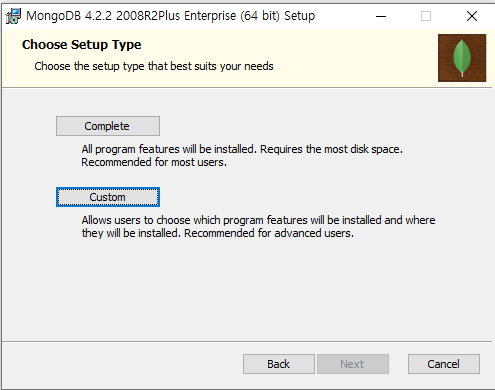 MongoDB 4.2.2 2008R2Plus Enterprise (64 bit) Setup
Choose Setup Type
Choose the setup type that best suits your needs
Complete
All program features will be installed. Requires the most disk space.
Recommended for most users.
Custom
Allows users to choose which program features will be installed and where
they will be installed. Recommended for advanced users.
Back Next Cancel